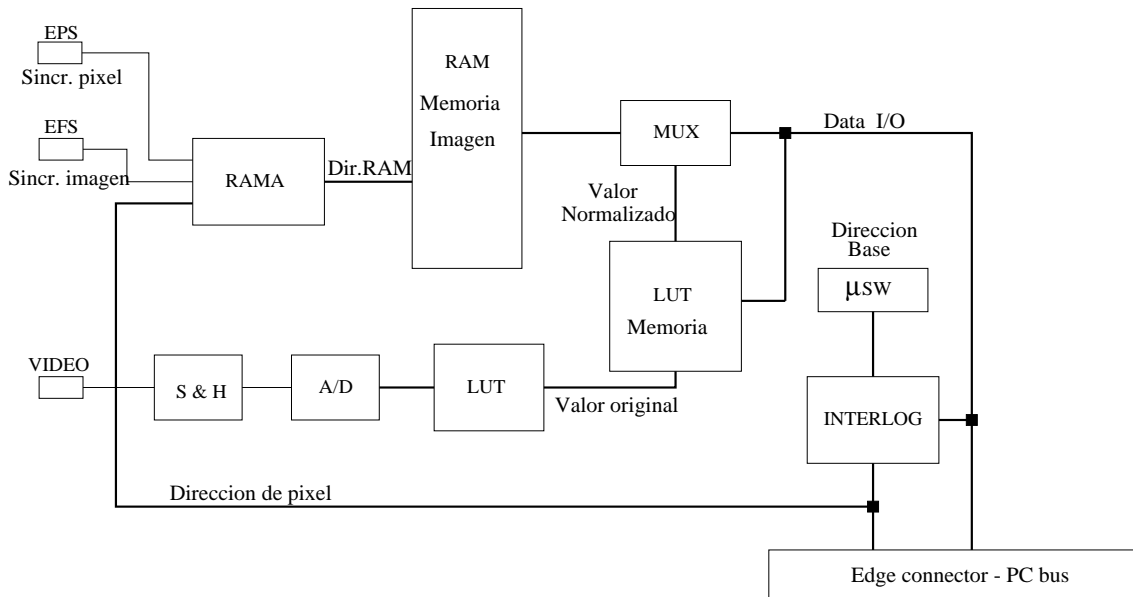 EPS
Sincr. pixel
EFS
Sincr. imagen
RAMA
Dir.RAM
RAM
Memoria
Imagen
MUX
Data I/O
Valor
Normalizado
LUT
Memoria
Direccion
Base
µSW
VIDEO
S & H
A/D
LUT
Valor original
INTERLOG
Direccion de pixel
Edge connector - PC bus